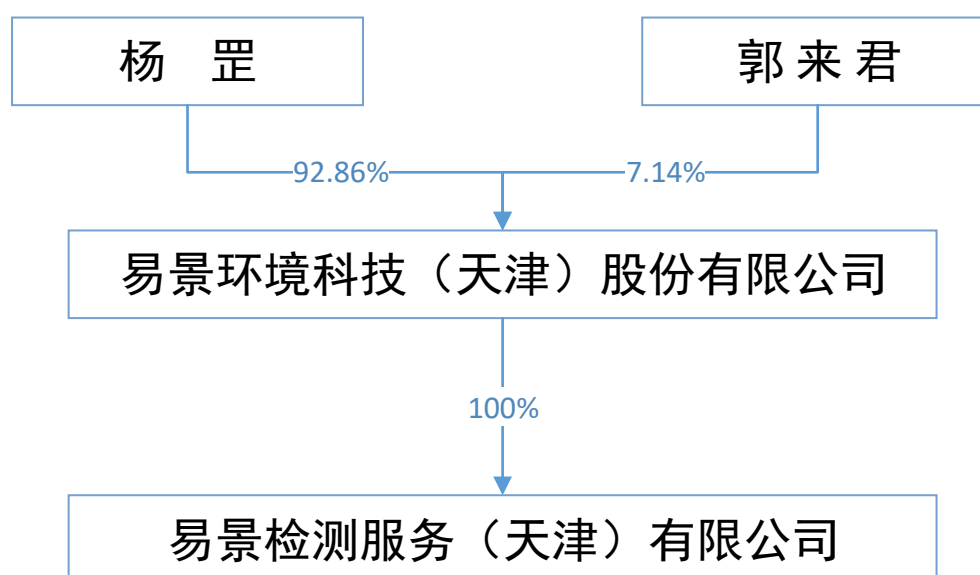 杨 罡
郭来君
92.86%
7.14%
易景环境科技（天津）股份有限公司
100%
易景检测服务（天津）有限公司